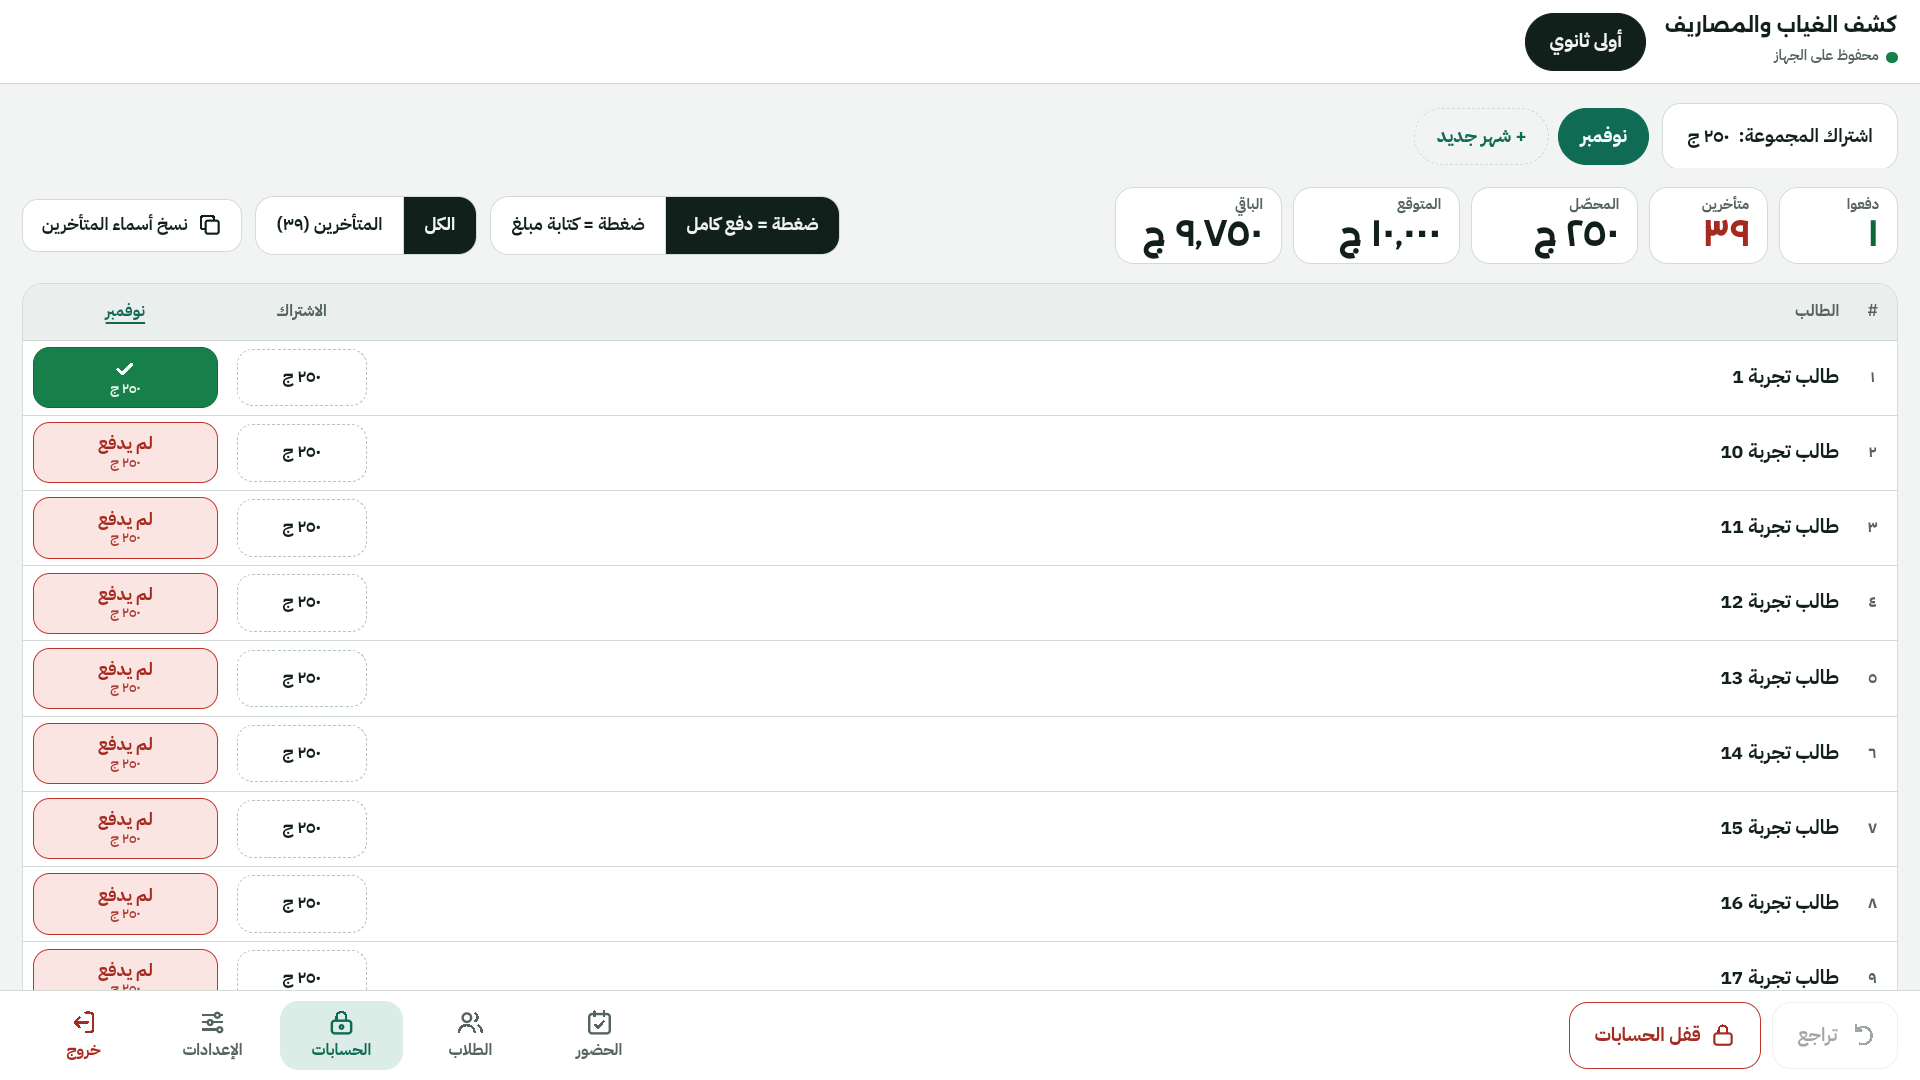 كشف الغياب والمصاريف
محفوظ على الجهاز
أولى ثانوي
اشتراك المجموعة: ٢٥٠ ج
نوفمبر
+ شهر جديد
دفعوا
١
متأخرين
٣٩
المحصّل
٢٥٠ ج
المتوقع
١٠,٠٠٠ ج
الباقي
٩,٧٥٠ ج
ضغطة = دفع كامل
ضغطة = كتابة مبلغ
الكل
المتأخرين (٣٩)
نسخ أسماء المتأخرين
# الطالب الاشتراك نوفمبر
١ طالب تجربة 1 ٢٥٠ ج ٢٥٠ ج
٢ طالب تجربة 10 ٢٥٠ ج لم يدفع ٢٥٠ ج
٣ طالب تجربة 11 ٢٥٠ ج لم يدفع ٢٥٠ ج
٤ طالب تجربة 12 ٢٥٠ ج لم يدفع ٢٥٠ ج
٥ طالب تجربة 13 ٢٥٠ ج لم يدفع ٢٥٠ ج
٦ طالب تجربة 14 ٢٥٠ ج لم يدفع ٢٥٠ ج
٧ طالب تجربة 15 ٢٥٠ ج لم يدفع ٢٥٠ ج
٨ طالب تجربة 16 ٢٥٠ ج لم يدفع ٢٥٠ ج
٩ طالب تجربة 17 ٢٥٠ ج لم يدفع ٢٥٠ ج
تراجع
قفل الحسابات
الحضور
الطلاب
الحسابات
الإعدادات
خروج